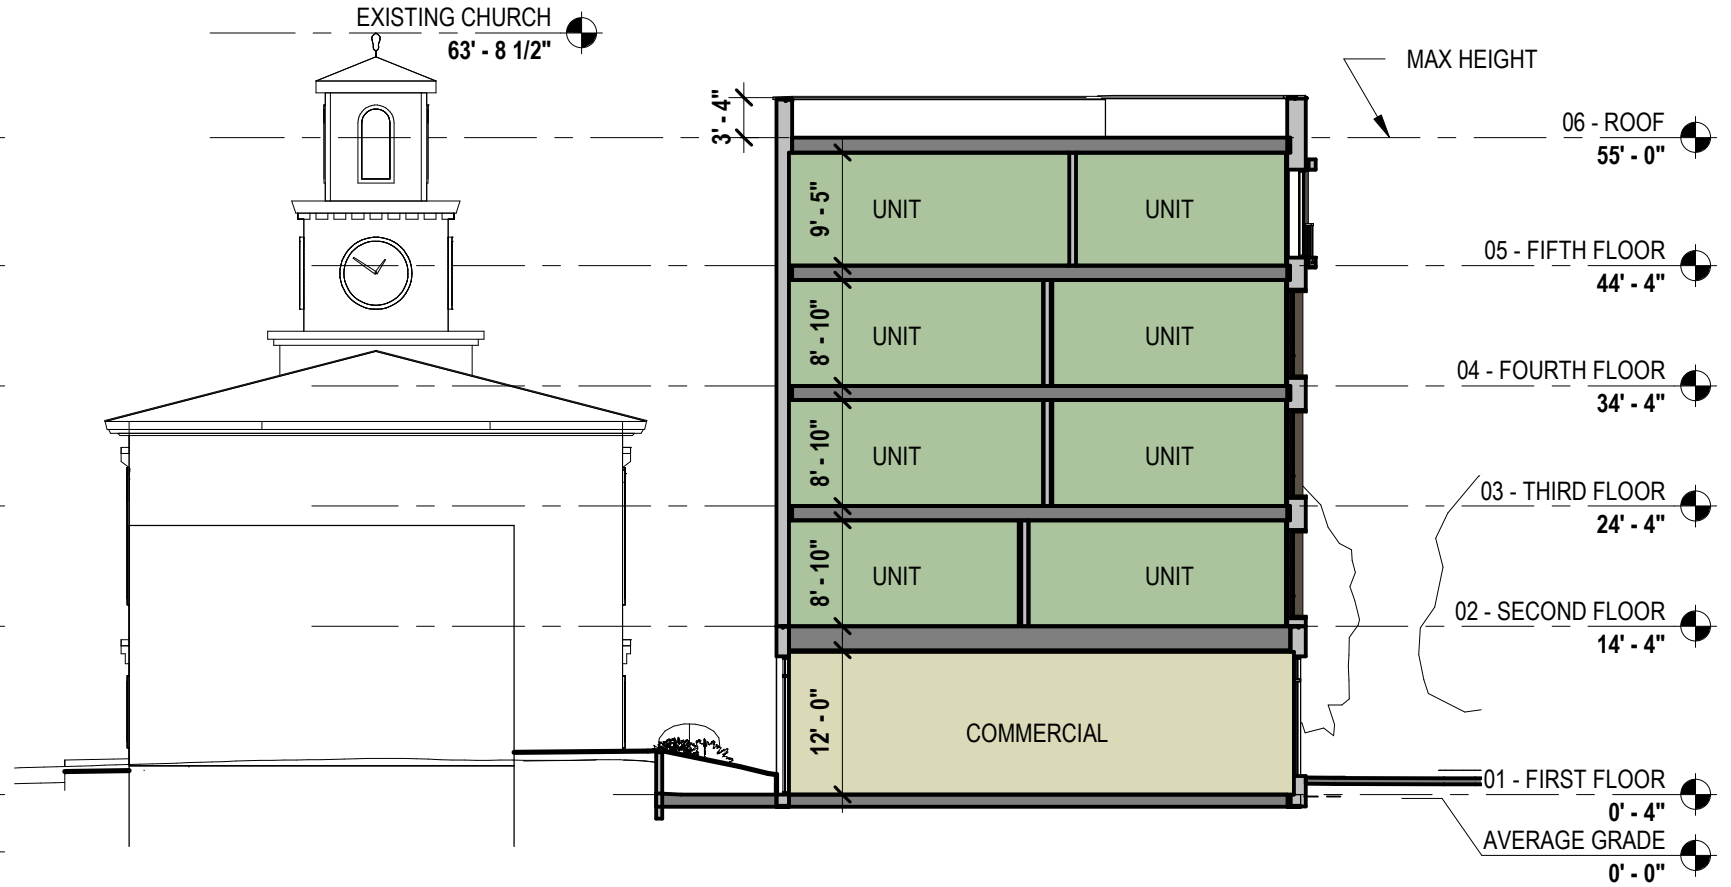 EXISTING CHURCH
63' - 8 1/2"
MAX HEIGHT
3' - 4"
06 - ROOF
55' - 0"
9' - 5"
UNIT
UNIT
05 - FIFTH FLOOR
44' - 4"
8' - 10"
UNIT
UNIT
04 - FOURTH FLOOR
34' - 4"
8' - 10"
UNIT
UNIT
03 - THIRD FLOOR
24' - 4"
8' - 10"
UNIT
UNIT
02 - SECOND FLOOR
14' - 4"
12' - 0"
COMMERCIAL
01 - FIRST FLOOR
0' - 4"
AVERAGE GRADE
0' - 0"